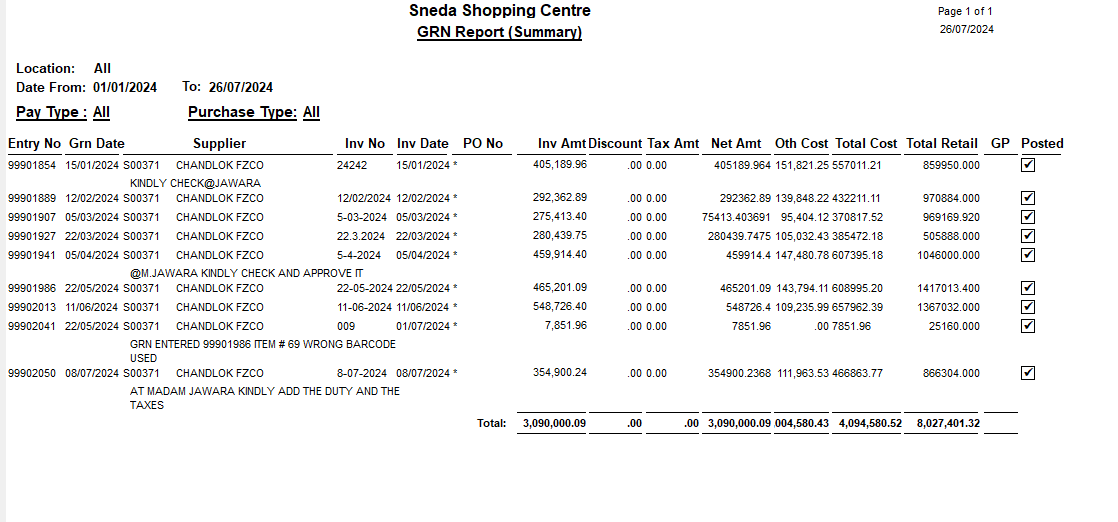 Sneda Shopping Centre
Page 1 of 1
GRN Report (Summary)
26/07/2024
Location: All
Date From: 01/01/2024 To: 26/07/2024
Pay Type : All Purchase Type: All
Entry No Grn Date Supplier Inv No Inv Date PO No Inv Amt Discount Tax Amt Net Amt Oth Cost Total Cost Total Retail GP Posted
99901854 15/01/2024 S00371 CHANDLOK FZCO 24242 15/01/2024 * 405,189.96 .00 0.00 405189.964 151,821.25 557011.21 859950.000
KINDLY CHECK@JAWARA
99901889 12/02/2024 S00371 CHANDLOK FZCO 12/02/2024 12/02/2024 * 292,362.89 .00 0.00 292362.89 139,848.22 432211.11 970884.000
99901907 05/03/2024 S00371 CHANDLOK FZCO 5-03-2024 05/03/2024 * 275,413.40 .00 0.00 75413.403691 95,404.12 370817.52 969169.920
99901927 22/03/2024 S00371 CHANDLOK FZCO 22.3.2024 22/03/2024 * 280,439.75 .00 0.00 280439.7475 105,032.43 385472.18 505888.000
99901941 05/04/2024 S00371 CHANDLOK FZCO 5-4-2024 05/04/2024 * 459,914.40 .00 0.00 459914.4 147,480.78 607395.18 1046000.000
@M.JAWARA KINDLY CHECK AND APPROVE IT
99901986 22/05/2024 S00371 CHANDLOK FZCO 22-05-2024 22/05/2024 * 465,201.09 .00 0.00 465201.09 143,794.11 608995.20 1417013.400
99902013 11/06/2024 S00371 CHANDLOK FZCO 11-06-2024 11/06/2024 * 548,726.40 .00 0.00 548726.4 109,235.99 657962.39 1367032.000
99902041 22/05/2024 S00371 CHANDLOK FZCO 009 01/07/2024 * 7,851.96 .00 0.00 7851.96 .00 7851.96 25160.000
GRN ENTERED 99901986 ITEM # 69 WRONG BARCODE
USED
99902050 08/07/2024 S00371 CHANDLOK FZCO 8-07-2024 08/07/2024 * 354,900.24 .00 0.00 354900.2368 111,963.53 466863.77 866304.000
AT MADAM JAWARA KINDLY ADD THE DUTY AND THE
TAXES
Total: 3,090,000.09 .00 .00 3,090,000.09 004,580.43 4,094,580.52 8,027,401.32